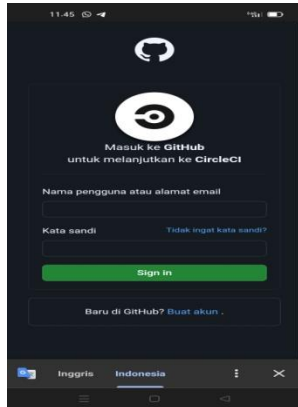 11.45
Masuk ke GitHub
untuk melanjutkan ke CircleCI
Nama pengguna atau alamat email
Kata sandi
Tidak ingat kata sandi?
Sign in
Baru di GitHub? Buat akun .
Inggris
Indonesia